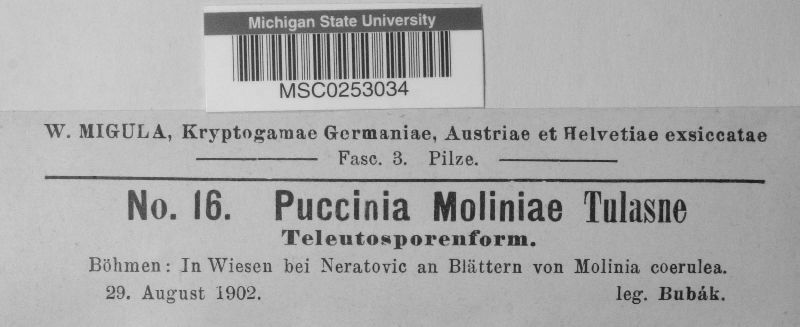 Michigan State University
MSC0253034
W. MIGULA, Kryptogamae Germaniae, Austriae et Helvetiae exsiccatae
Fasc. 3. Pilze.
No. 16. Puccinia Moliniae Tulasne
Teleutosporenform.
Böhmen: In Wiesen bei Neratovic an Blättern von Molinia coerulea.
29. August 1902. leg. Bubák.